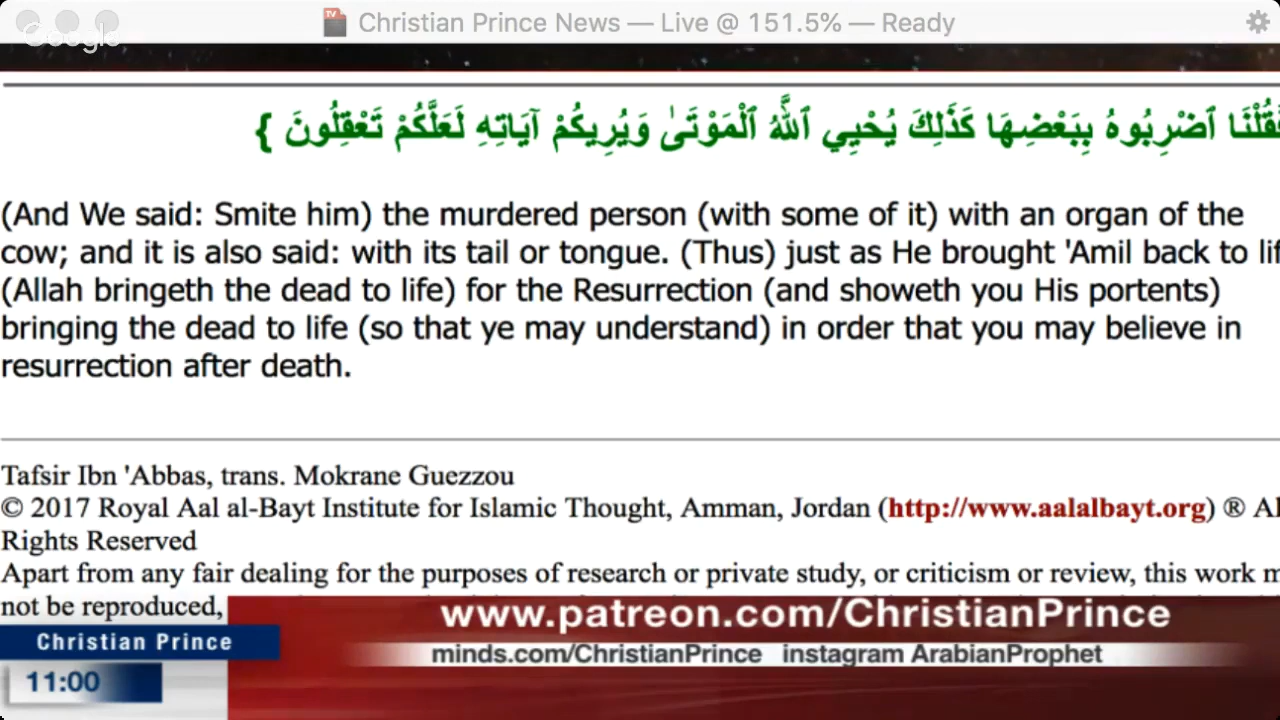 Christian Prince News — Live @ 151.5% — Ready
Google
فَقُلْنَا ٱضْرِبُوهُ بِبَعْضِهَا كَذَلِكَ يُحْيِي ٱللَّهُ ٱلْمَوْتَىٰ وَيُرِيكُمْ آيَاتِهِ لَعَلَّكُمْ تَعْقِلُونَ }
(And We said: Smite him) the murdered person (with some of it) with an organ of the
cow; and it is also said: with its tail or tongue. (Thus) just as He brought 'Amil back to lif
(Allah bringeth the dead to life) for the Resurrection (and showeth you His portents)
bringing the dead to life (so that ye may understand) in order that you may believe in
resurrection after death.
Tafsir Ibn 'Abbas, trans. Mokrane Guezzou
© 2017 Royal Aal al-Bayt Institute for Islamic Thought, Amman, Jordan (http://www.aalalbayt.org) ® Al
Rights Reserved
Apart from any fair dealing for the purposes of research or private study, or criticism or review, this work m
not be reproduced,
www.patreon.com/ChristianPrince
Christian Prince
minds.com/ChristianPrince instagram ArabianProphet
11:00